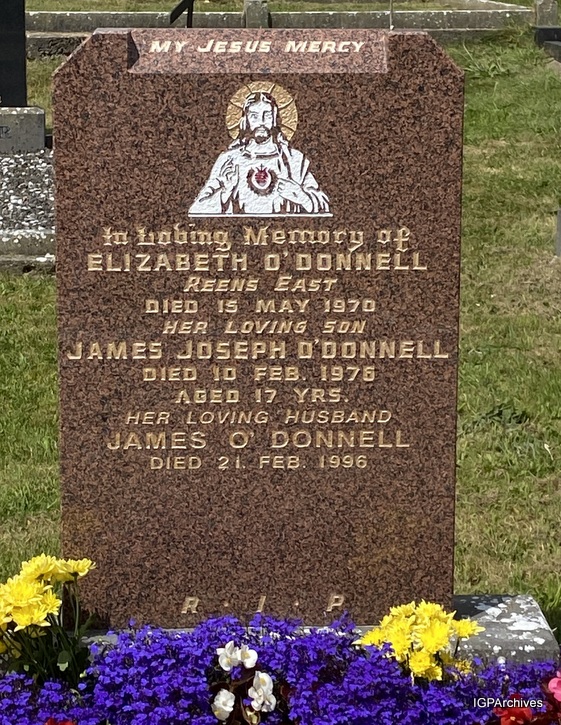 MY JESUS MERCY
In Loving Memory of
ELIZABETH O'DONNELL
REENS EAST
DIED 15 MAY 1970
HER LOVING SON
JAMES JOSEPH O'DONNELL
DIED 10 FEB. 1976
AGED 17 YRS.
HER LOVING HUSBAND
JAMES O' DONNELL
DIED 21. FEB. 1996
R . I . P
IGPArchives